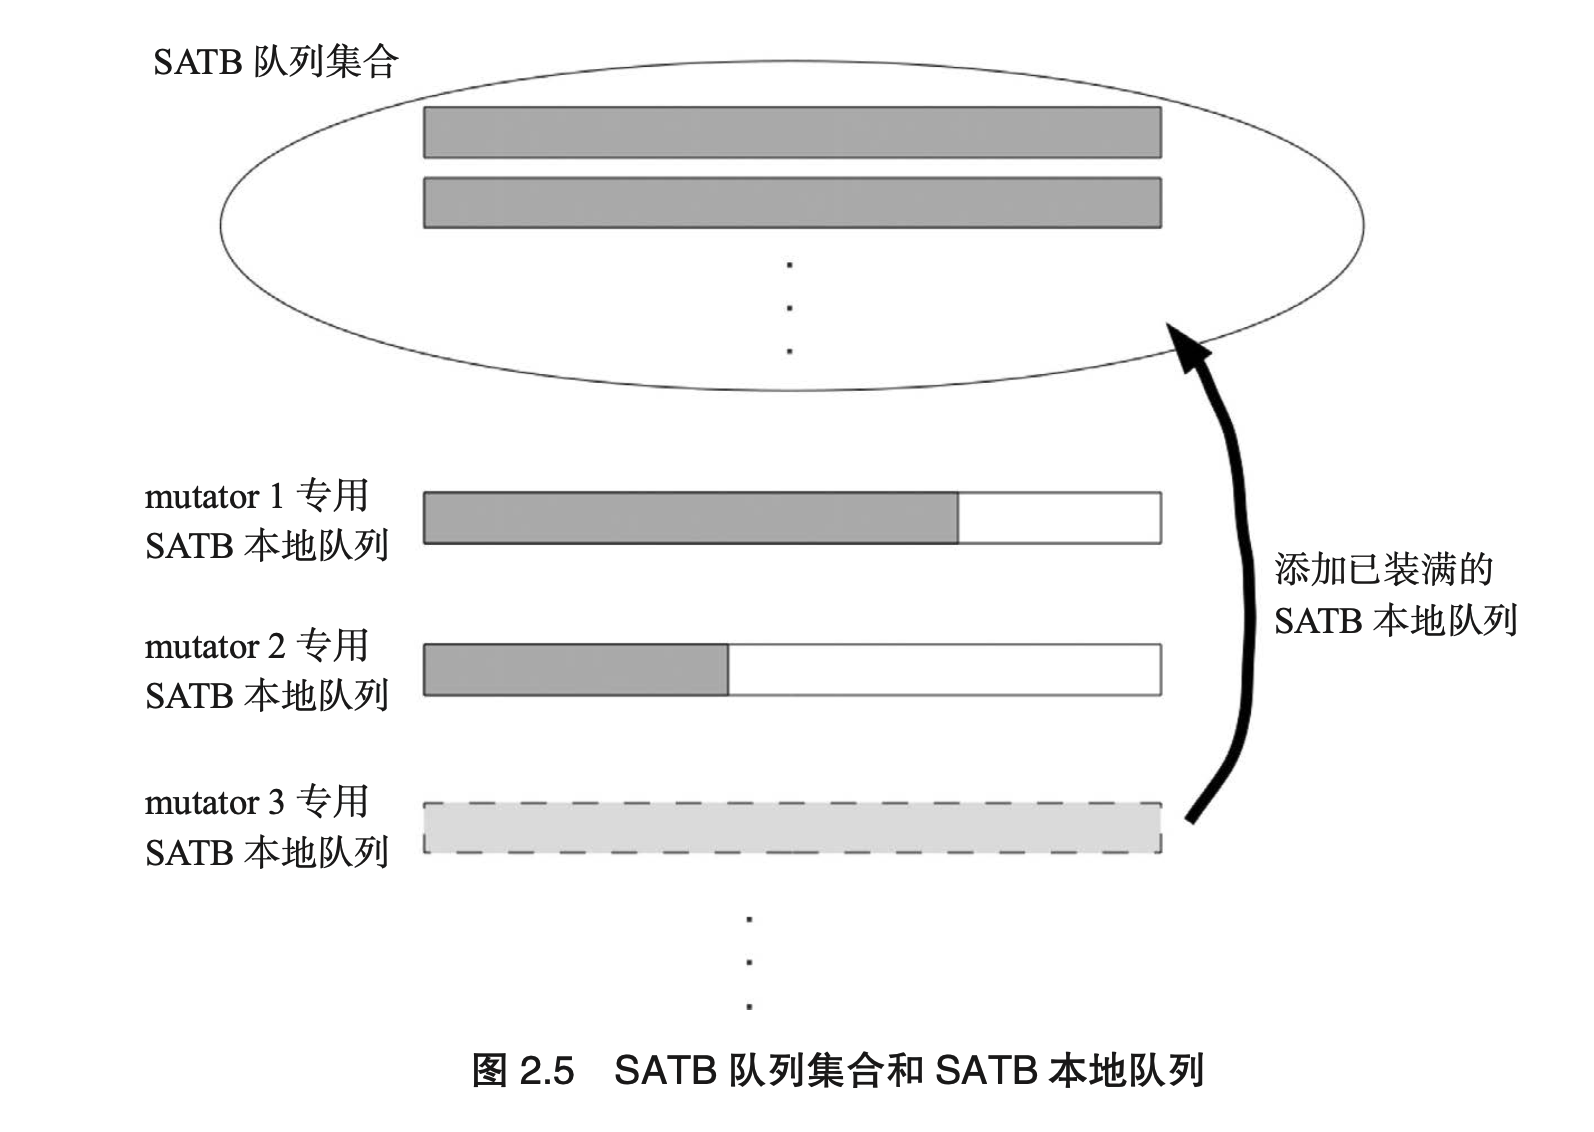 SATB 队列集合
mutator 1 专用
SATB 本地队列
mutator 2 专用
SATB 本地队列
mutator 3 专用
SATB 本地队列
添加已装满的
SATB 本地队列
图 2.5 SATB 队列集合和 SATB 本地队列